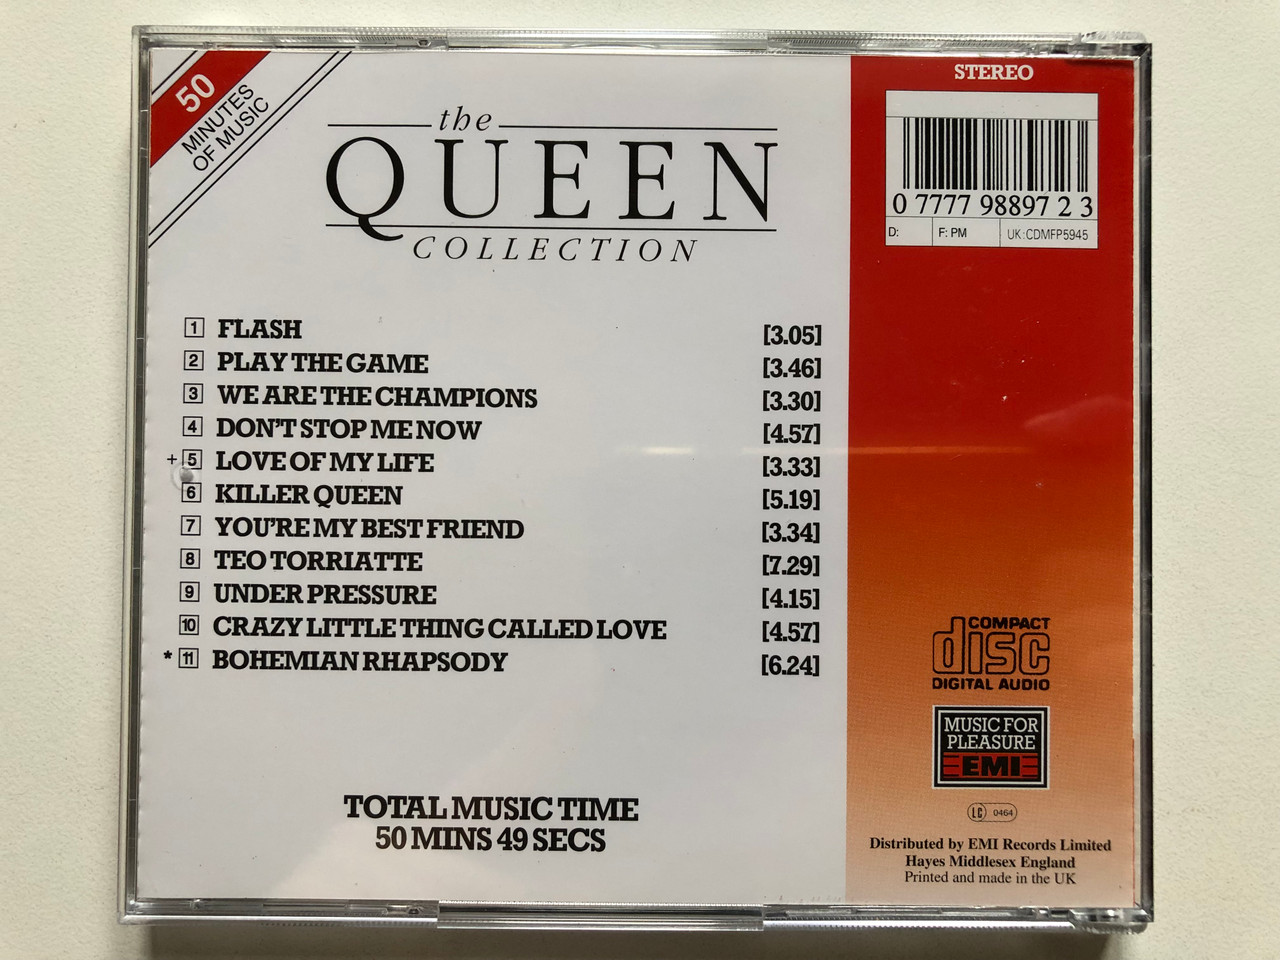 50
MINUTES
OF MUSIC
the
QUEEN
COLLECTION
1 FLASH [3.05]
2 PLAY THE GAME [3.46]
3 WE ARE THE CHAMPIONS [3.30]
4 DON'T STOP ME NOW [4.57]
+ 5 LOVE OF MY LIFE [3.33]
6 KILLER QUEEN [5.19]
7 YOU'RE MY BEST FRIEND [3.34]
8 TEO TORRIATTE [7.29]
9 UNDER PRESSURE [4.15]
10 CRAZY LITTLE THING CALLED LOVE [4.57]
* 11 BOHEMIAN RHAPSODY [6.24]
TOTAL MUSIC TIME
50 MINS 49 SECS
STEREO
0 7777 98897 2 3
D: F: PM UK:CDMFP5945
COMPACT
disc
DIGITAL AUDIO
MUSIC FOR
PLEASURE
EMI
LC 0464
Distributed by EMI Records Limited
Hayes Middlesex England
Printed and made in the UK